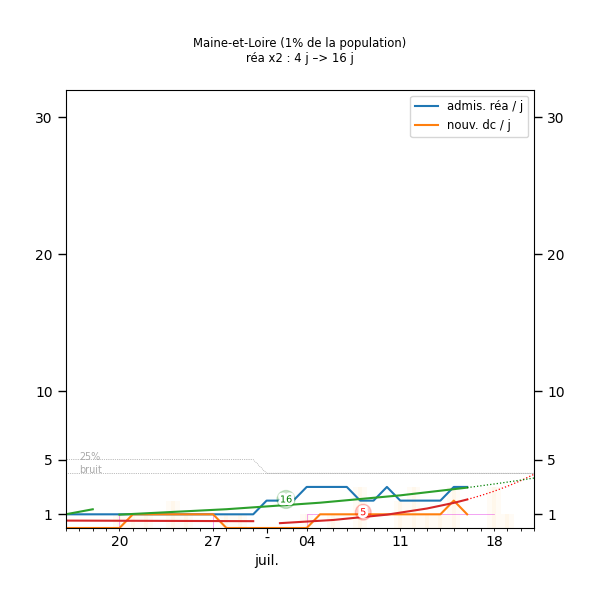 Maine-et-Loire (1% de la population)
réa x2 : 4 j –> 16 j
admis. réa / j
nouv. dc / j
30 30
20 20
10 10
25%
5 5
bruit
16
5
1 1
20 27 - 04 11 18
juil.